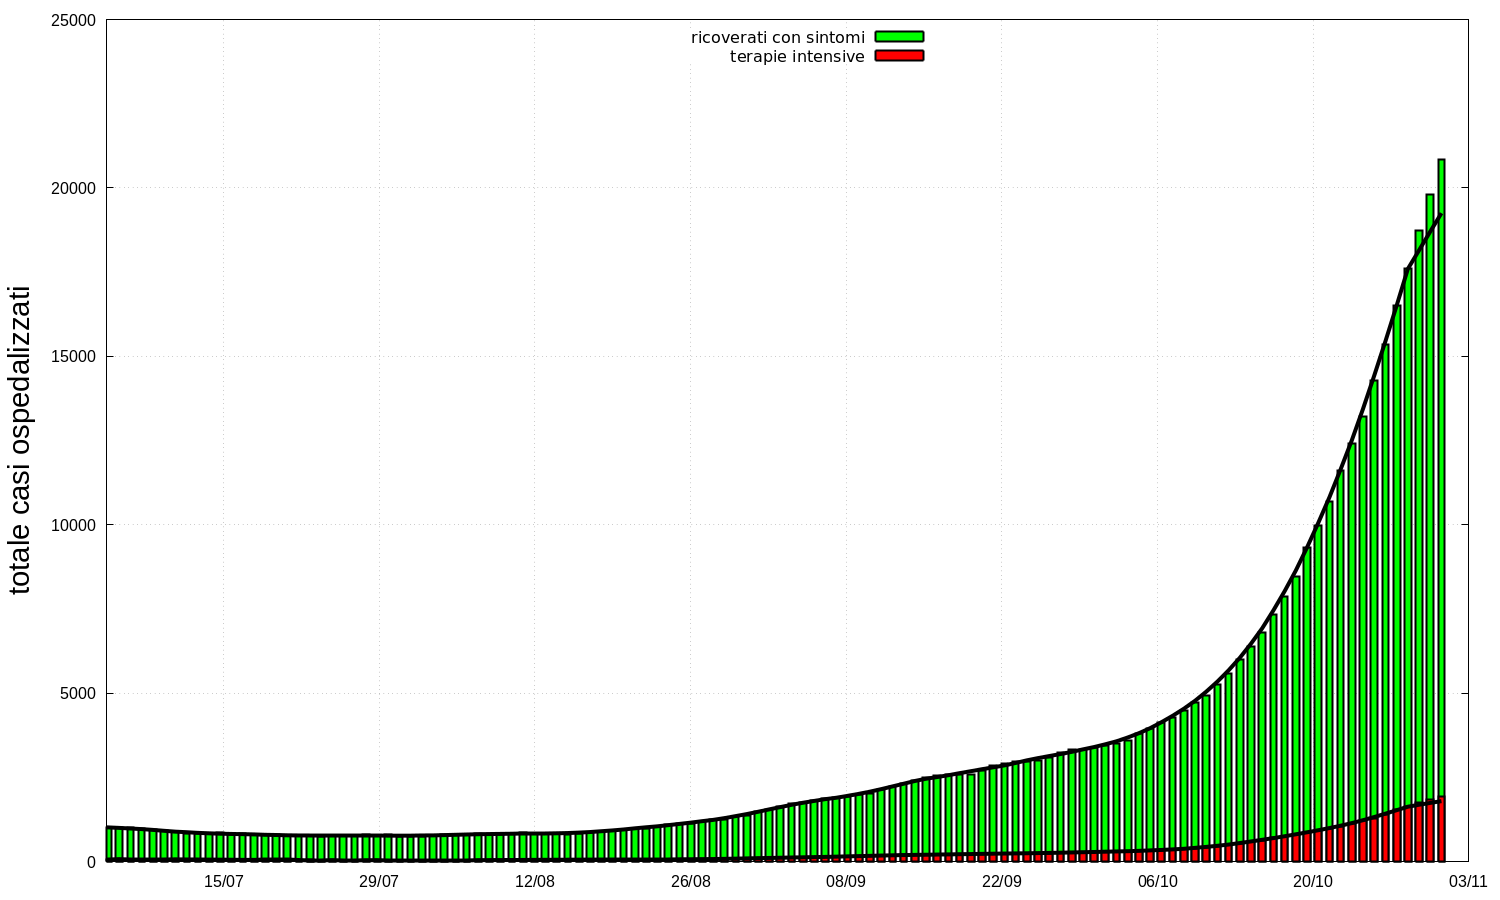 25000
ricoverati con sintomi
terapie intensive
20000
15000
10000
5000
0
totale casi ospedalizzati
15/07 29/07 12/08 26/08 08/09 22/09 06/10 20/10 03/11